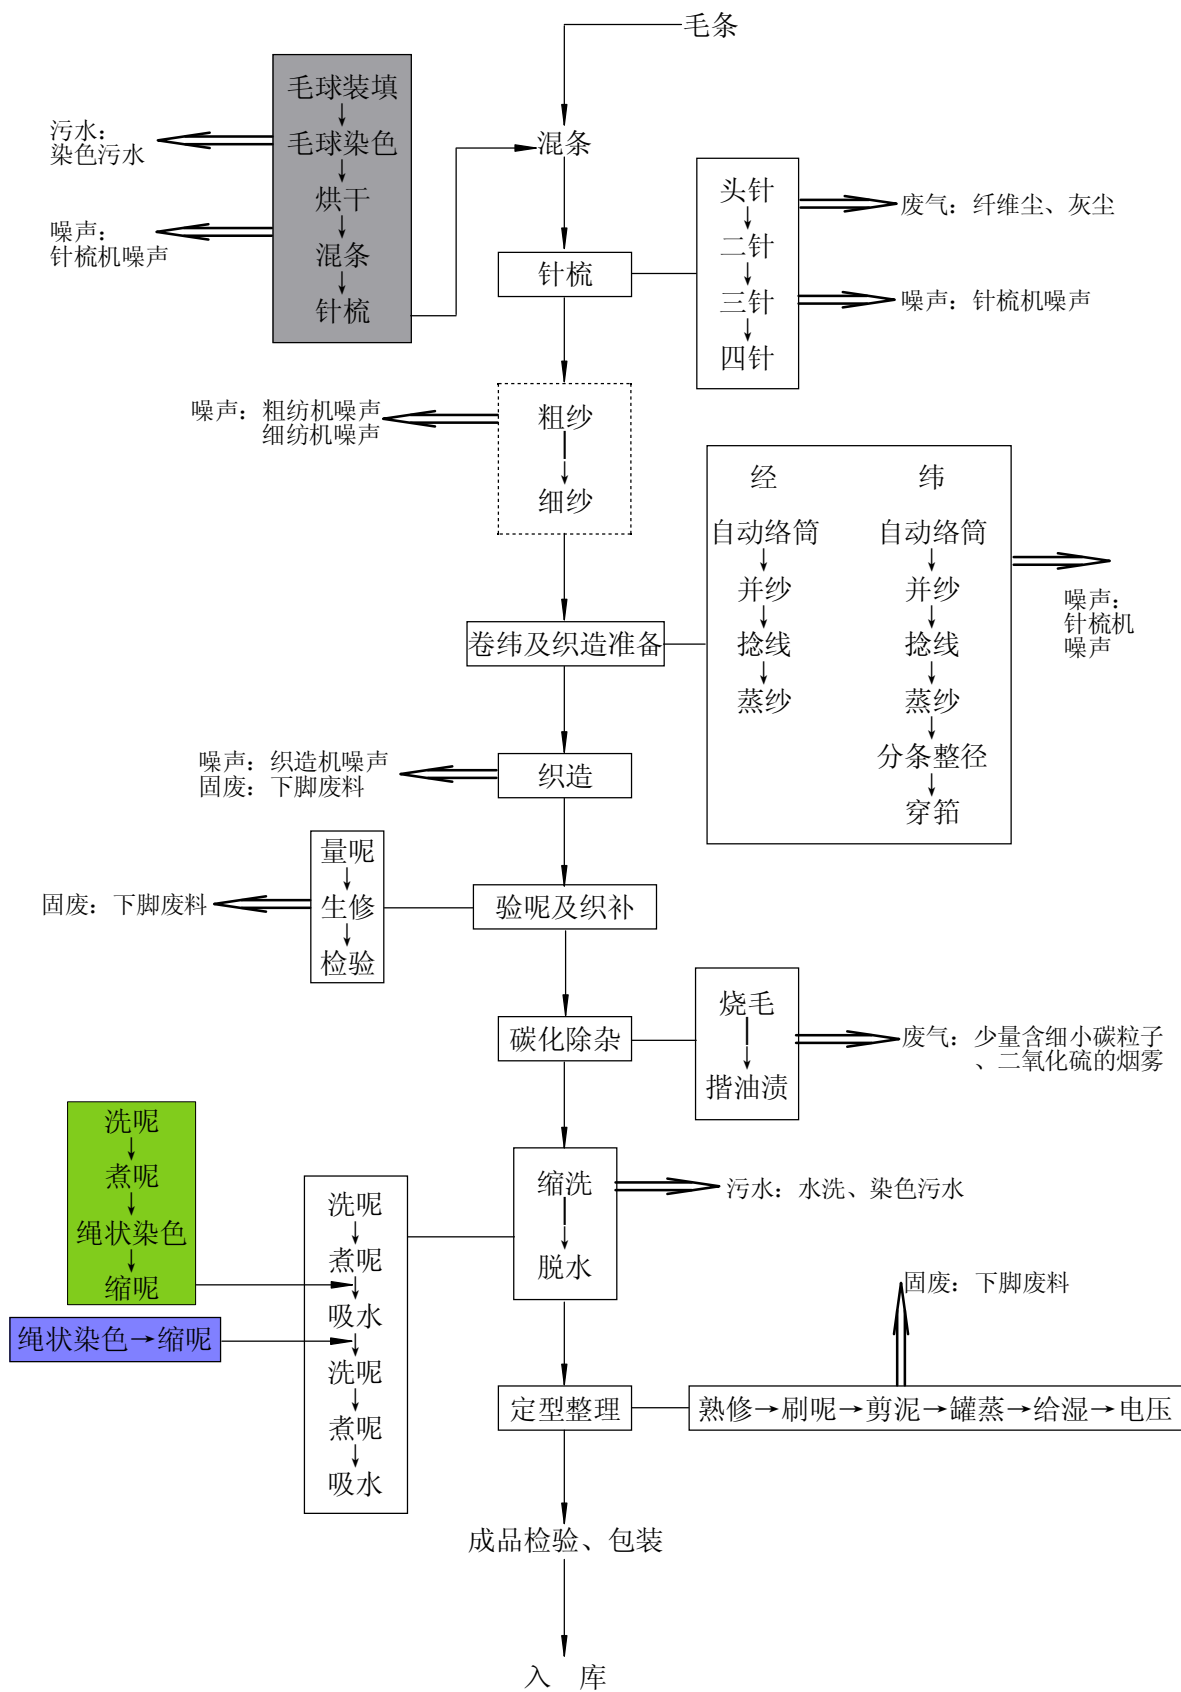 毛条
毛球装填
毛球染色
烘干
混条
针梳
污水：
染色污水
噪声：
针梳机噪声
混条
针梳
头针
二针
三针
四针
废气：纤维尘、灰尘
噪声：针梳机噪声
噪声：粗纺机噪声
细纺机噪声
粗纱
细纱
经
自动络筒
并纱
捻线
蒸纱
纬
自动络筒
并纱
捻线
蒸纱
分条整径
穿筘
噪声：
针梳机
噪声
卷纬及织造准备
噪声：织造机噪声
固废：下脚废料
织造
量呢
生修
检验
固废：下脚废料
验呢及织补
碳化除杂
烧毛
揩油渍
废气：少量含细小碳粒子
、二氧化硫的烟雾
洗呢
煮呢
绳状染色
缩呢
绳状染色→缩呢
洗呢
煮呢
吸水
洗呢
煮呢
吸水
缩洗
脱水
污水：水洗、染色污水
固废：下脚废料
定型整理
熟修→刷呢→剪泥→罐蒸→给湿→电压
成品检验、包装
入 库